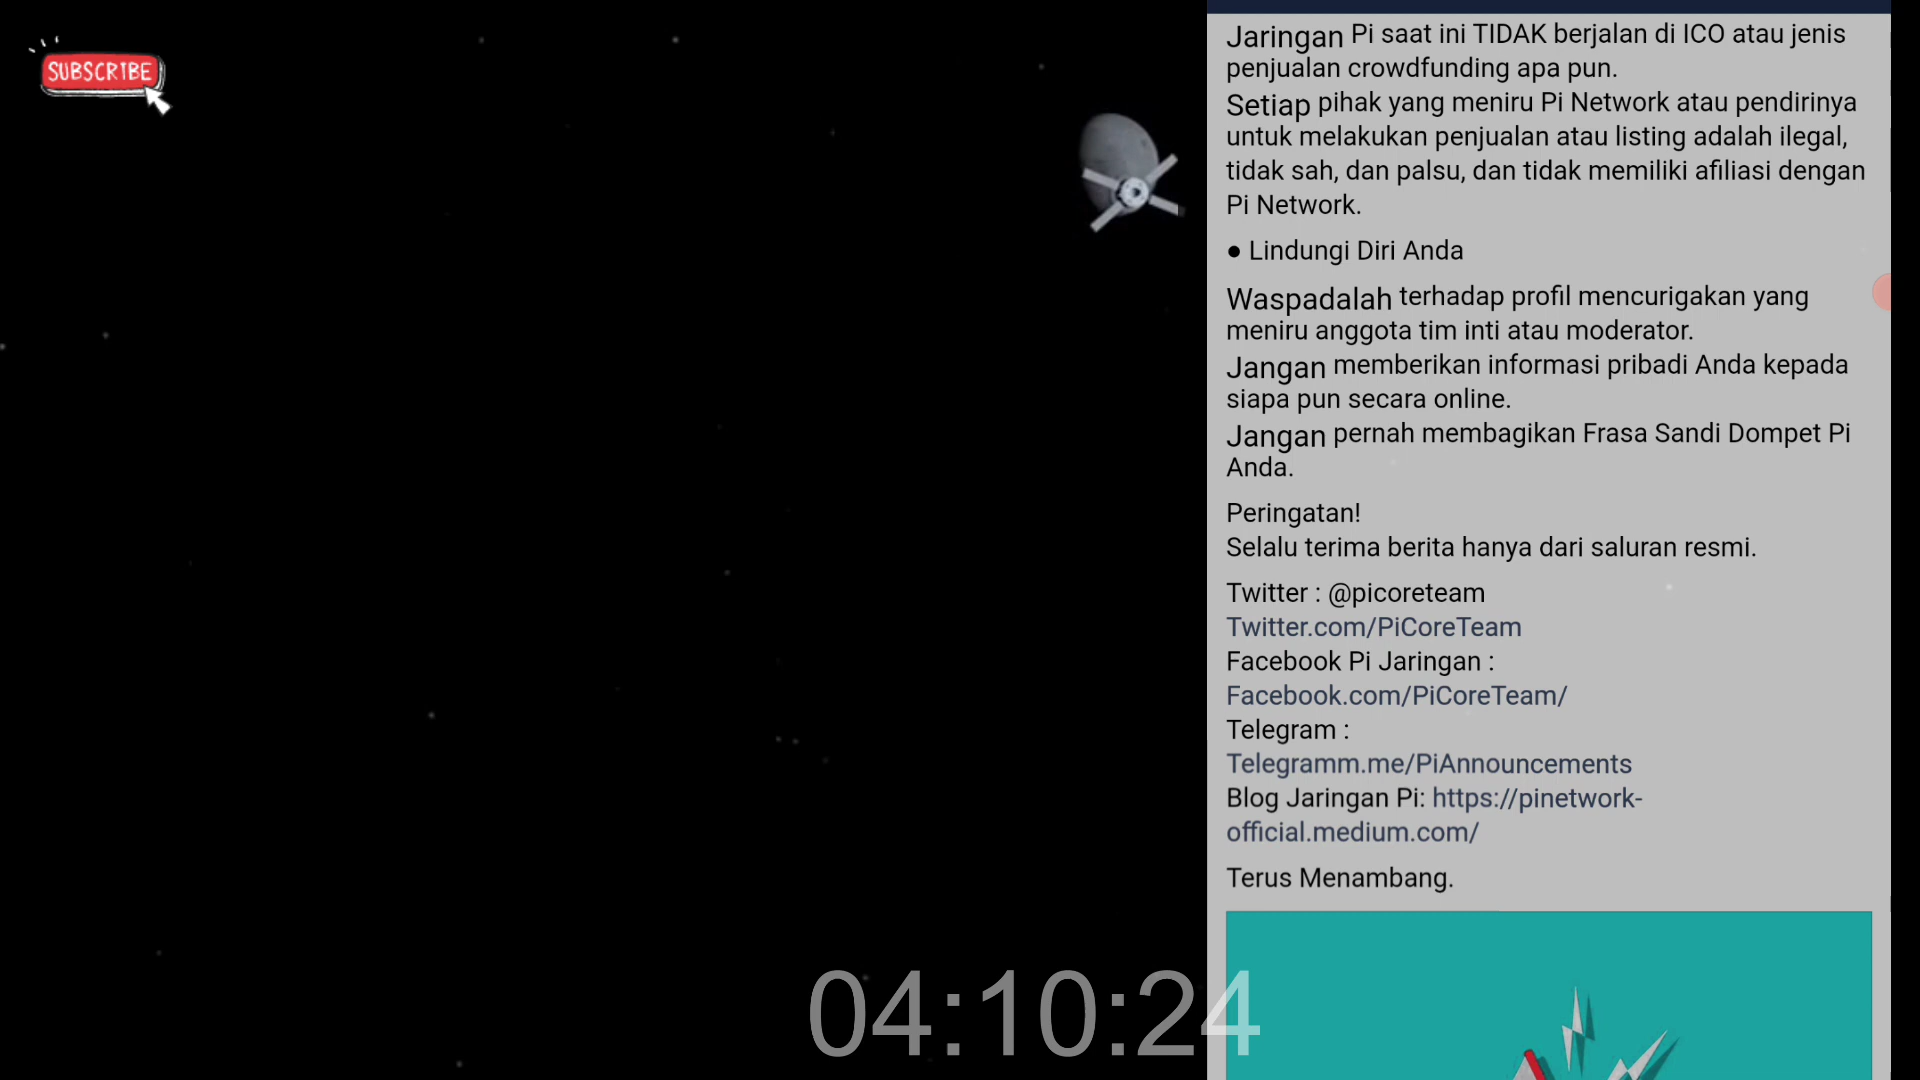 SUBSCRIBE
Jaringan Pi saat ini TIDAK berjalan di ICO atau jenis
penjualan crowdfunding apa pun.
Setiap pihak yang meniru Pi Network atau pendirinya
untuk melakukan penjualan atau listing adalah ilegal,
tidak sah, dan palsu, dan tidak memiliki afiliasi dengan
Pi Network.
● Lindungi Diri Anda
Waspadalah terhadap profil mencurigakan yang
meniru anggota tim inti atau moderator.
Jangan memberikan informasi pribadi Anda kepada
siapa pun secara online.
Jangan pernah membagikan Frasa Sandi Dompet Pi
Anda.
Peringatan!
Selalu terima berita hanya dari saluran resmi.
Twitter : @picoreteam
Twitter.com/PiCoreTeam
Facebook Pi Jaringan :
Facebook.com/PiCoreTeam/
Telegram :
Telegramm.me/PiAnnouncements
Blog Jaringan Pi: https://pinetwork-
official.medium.com/
Terus Menambang.
04:10:24